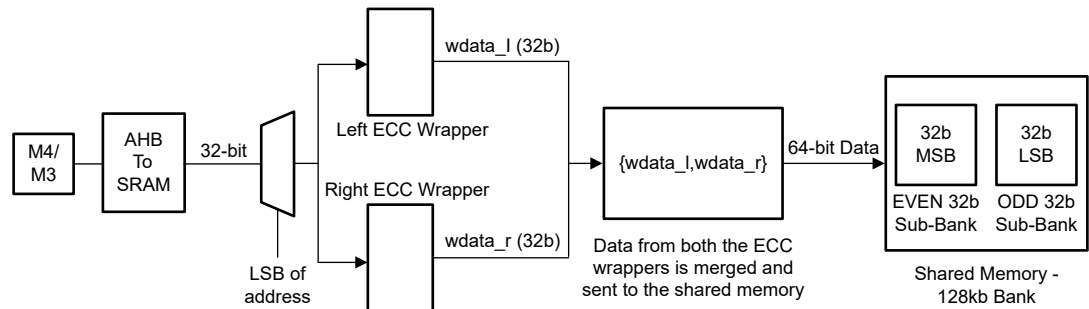 M4/
M3
AHB
To
SRAM
32-bit
LSB of
address
wdata_l (32b)
Left ECC Wrapper
Right ECC Wrapper
wdata_r (32b)
{wdata_l,wdata_r}
Data from both the ECC
wrappers is merged and
sent to the shared memory
64-bit Data
32b
MSB
EVEN 32b
Sub-Bank
32b
LSB
ODD 32b
Sub-Bank
Shared Memory -
128kb Bank